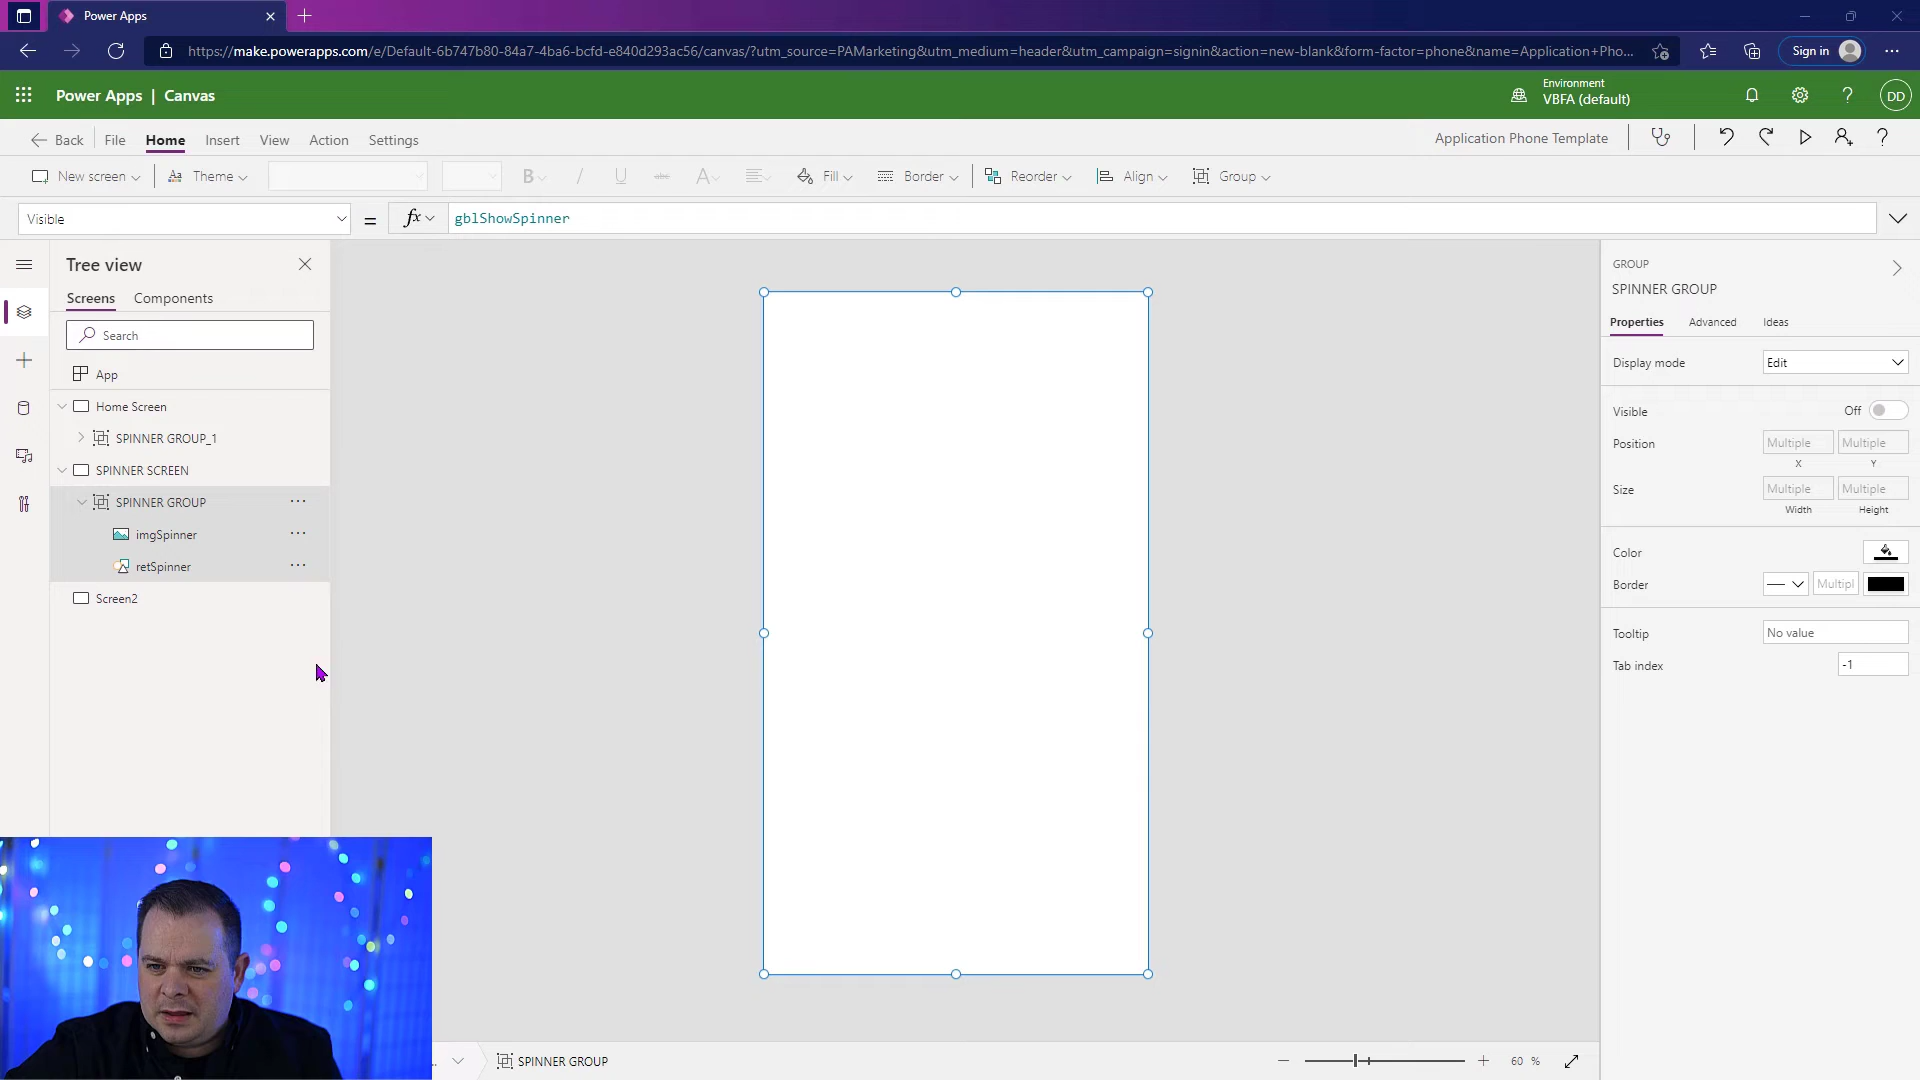 Power Apps
https://make.powerapps.com/e/Default-6b747b80-84a7-4ba6-bcfd-e840d293ac56/canvas/?utm_source=PAMarketing&utm_medium=header&utm_campaign=signin&action=new-blank&form-factor=phone&name=Application+Pho...
Sign in
Power Apps | Canvas
Environment
VBFA (default)
DD
Back File Home Insert View Action Settings
Application Phone Template
New screen Theme Fill Border Reorder Align Group
Visible = fx gblShowSpinner
Tree view
Screens Components
Search
App
Home Screen
SPINNER GROUP_1
SPINNER SCREEN
SPINNER GROUP
imgSpinner
retSpinner
Screen2
GROUP
SPINNER GROUP
Properties Advanced Ideas
Display mode Edit
Visible Off
Position Multiple Multiple
X Y
Size Multiple Multiple
Width Height
Color
Border Multipl
Tooltip No value
Tab index -1
SPINNER GROUP
60 %